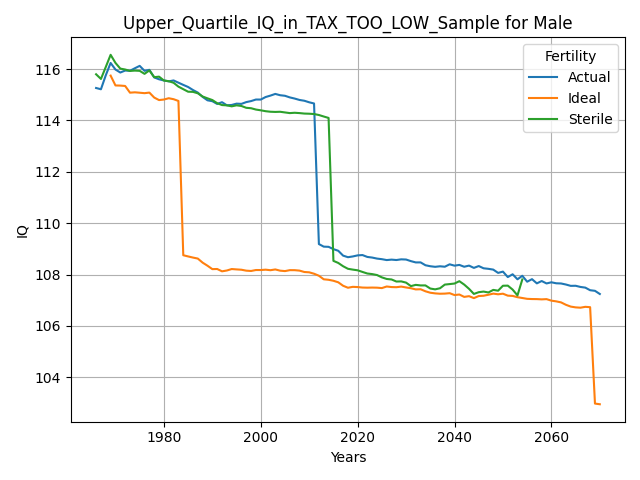 Upper_Quartile_IQ_in_TAX_TOO_LOW_Sample for Male
Fertility
Actual
Ideal
Sterile
IQ
116
114
112
110
108
106
104
1980
2000
2020
2040
2060
Years